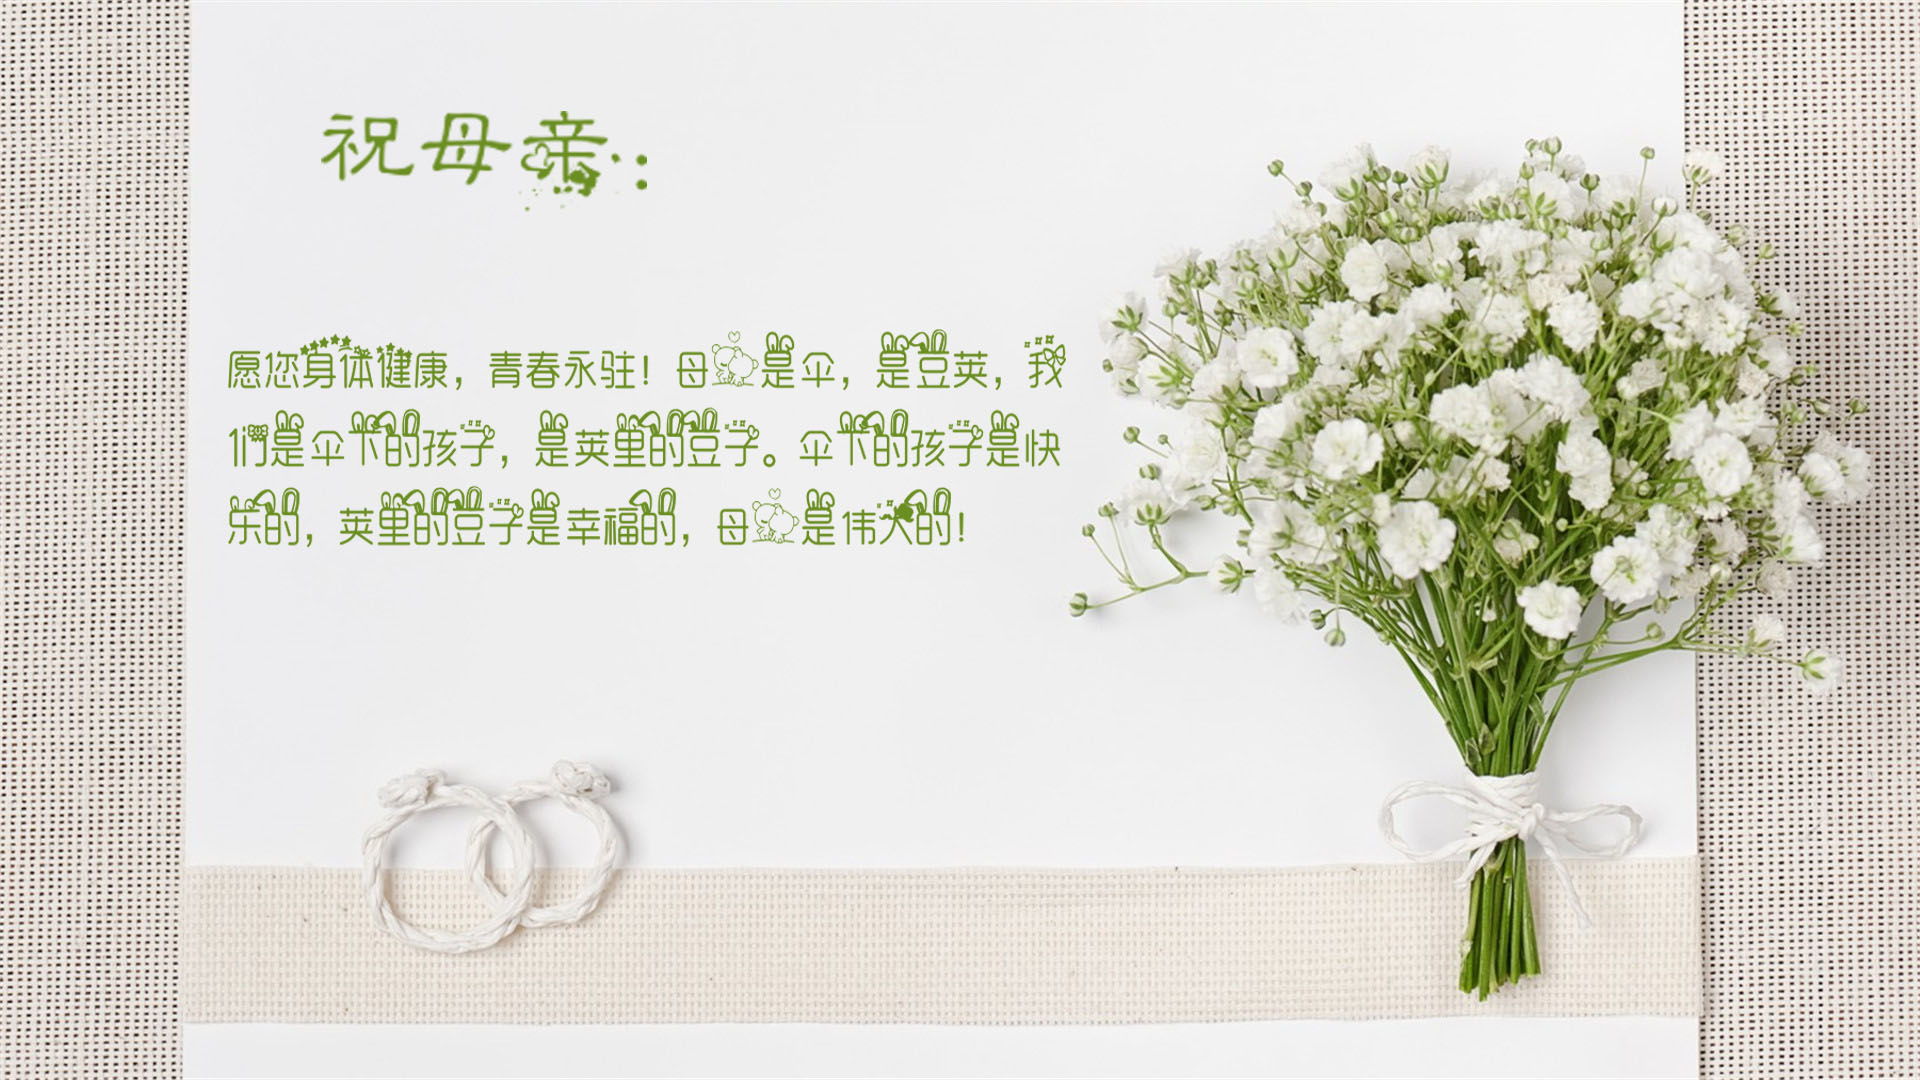 祝母亲:
愿您身体健康，青春永驻！母亲是伞，是豆荚，我
们是伞下的孩子，是荚里的豆子。伞下的孩子是快
乐的，荚里的豆子是幸福的，母亲是伟大的！